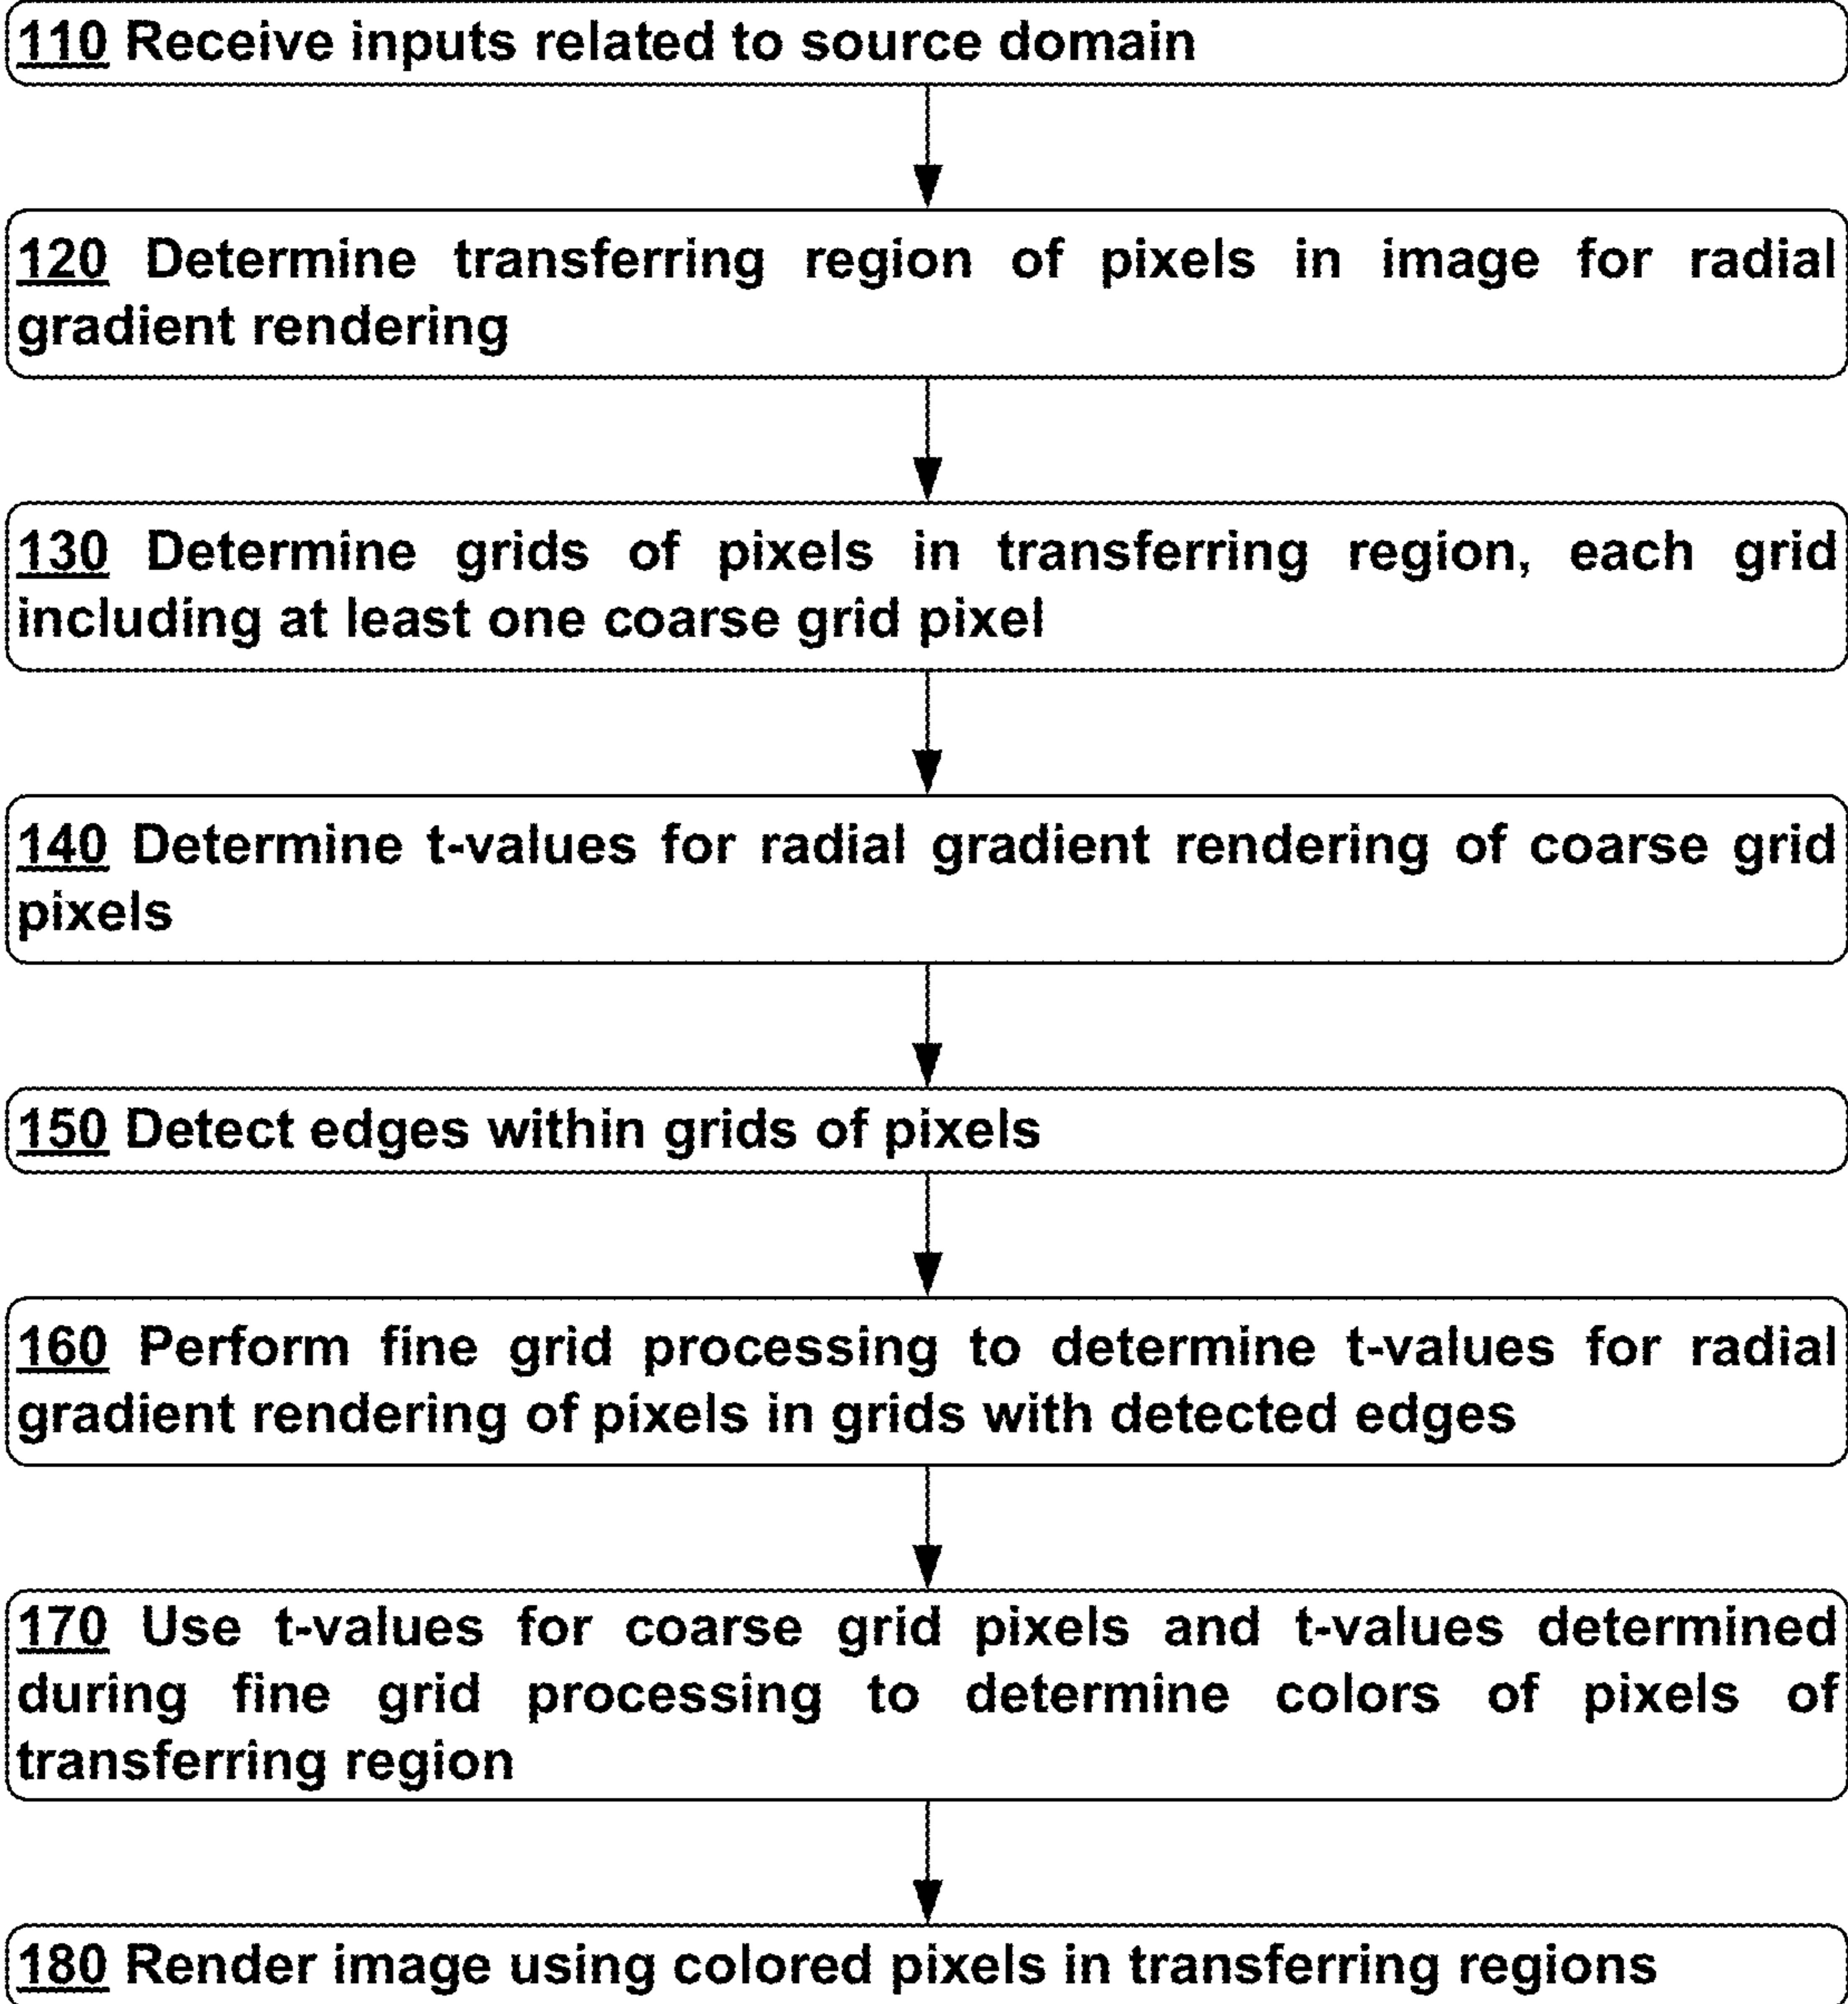 110 Receive inputs related to source domain
120 Determine transferring region of pixels in image for radial
gradient rendering
130 Determine grids of pixels in transferring region, each grid
including at least one coarse grid pixel
140 Determine t-values for radial gradient rendering of coarse grid
pixels
150 Detect edges within grids of pixels
160 Perform fine grid processing to determine t-values for radial
gradient rendering of pixels in grids with detected edges
170 Use t-values for coarse grid pixels and t-values determined
during fine grid processing to determine colors of pixels of
transferring region
180 Render image using colored pixels in transferring regions